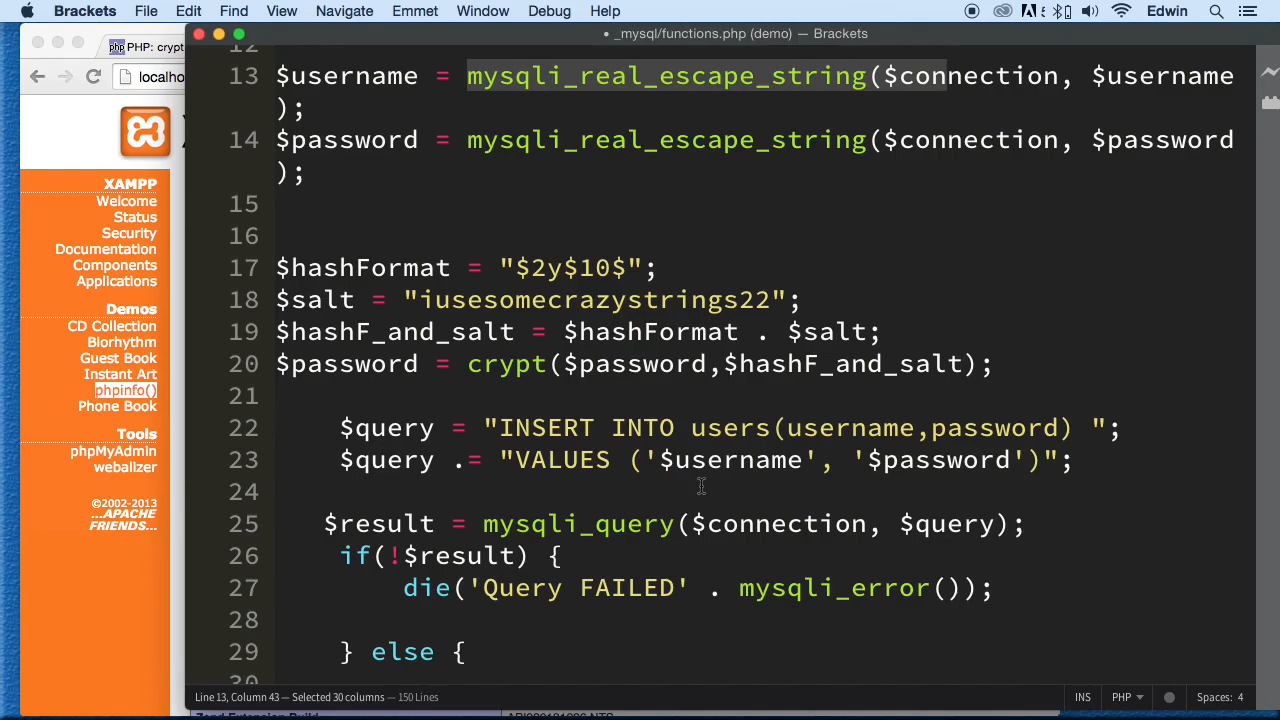 Brackets File Edit Find View Navigate Emmet Window Debug Help Edwin
PHP: crypt
localho
XAMPP
Welcome
Status
Security
Documentation
Components
Applications
Demos
CD Collection
Biorhythm
Guest Book
Instant Art
phpinfo()
Phone Book
Tools
phpMyAdmin
webalizer
©2002-2013
...APACHE
FRIENDS...
• _mysql/functions.php (demo) — Brackets
12
13 $username = mysqli_real_escape_string($connection, $username
);
14 $password = mysqli_real_escape_string($connection, $password
);
15
16
17 $hashFormat = "$2y$10$";
18 $salt = "iusesomecrazystrings22";
19 $hashF_and_salt = $hashFormat . $salt;
20 $password = crypt($password,$hashF_and_salt);
21
22 $query = "INSERT INTO users(username,password) ";
23 $query .= "VALUES ('$username', '$password')";
24
25 $result = mysqli_query($connection, $query);
26 if(!$result) {
27 die('Query FAILED' . mysqli_error());
28
29 } else {
30
Line 13, Column 43 — Selected 30 columns — 150 Lines
INS PHP Spaces: 4